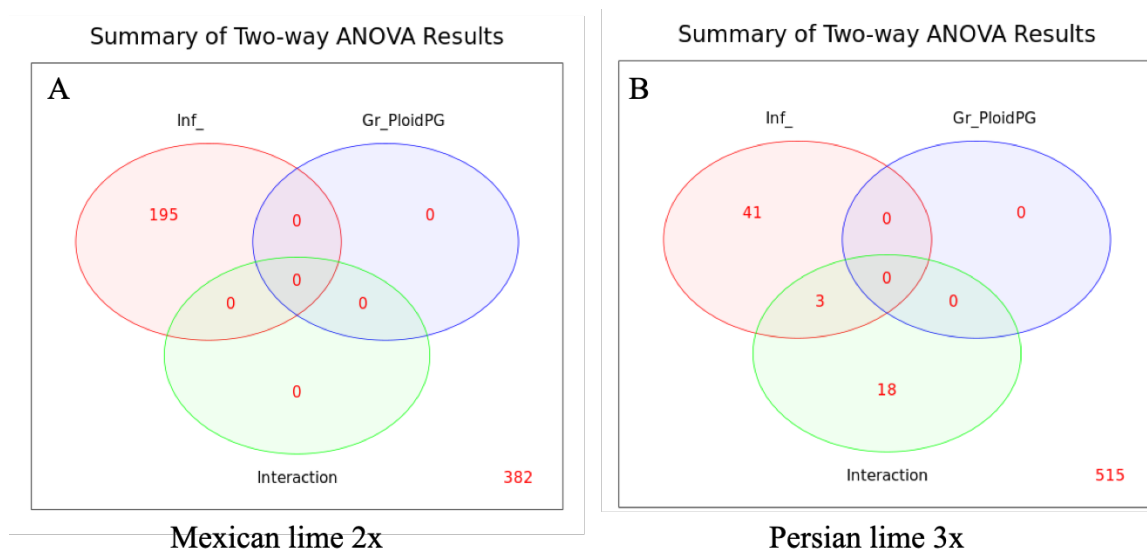 Summary of Two-way ANOVA Results
A
Inf_
Gr_PloidPG
195
0
0
0
0
0
0
Interaction
382
Mexican lime 2x
Summary of Two-way ANOVA Results
B
Inf_
Gr_PloidPG
41
0
0
0
3
0
18
Interaction
515
Persian lime 3x